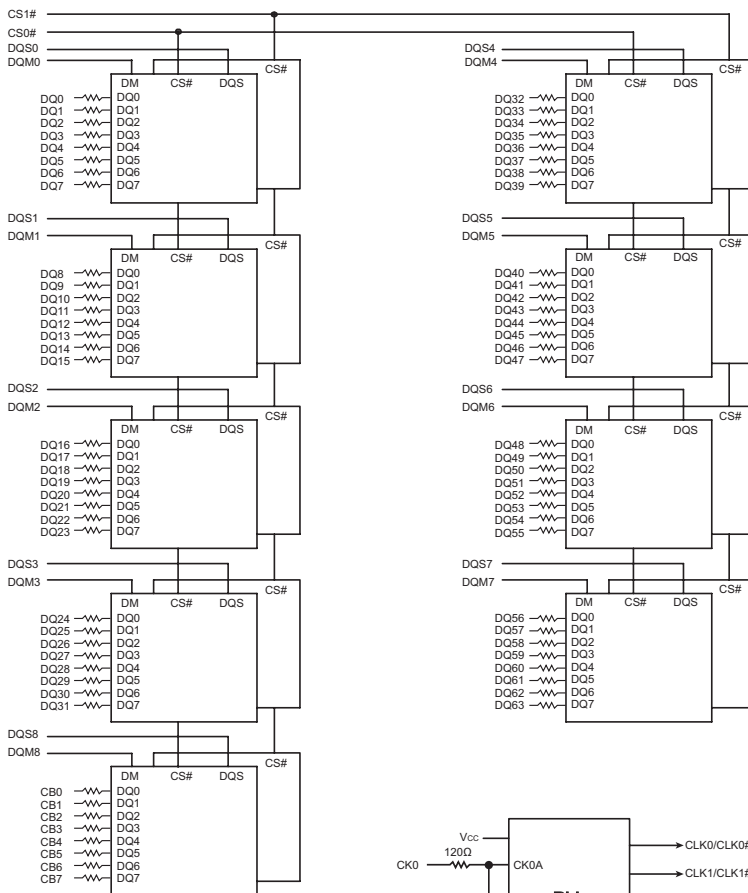 CS1#
CS0#
DQS0
DQM0
CS#
DM CS# DQS
DQ0 DQ0
DQ1 DQ1
DQ2 DQ2
DQ3 DQ3
DQ4 DQ4
DQ5 DQ5
DQ6 DQ6
DQ7 DQ7
DQS1
DQM1
CS#
DM CS# DQS
DQ8 DQ0
DQ9 DQ1
DQ10 DQ2
DQ11 DQ3
DQ12 DQ4
DQ13 DQ5
DQ14 DQ6
DQ15 DQ7
DQS2
DQM2
CS#
DM CS# DQS
DQ16 DQ0
DQ17 DQ1
DQ18 DQ2
DQ19 DQ3
DQ20 DQ4
DQ21 DQ5
DQ22 DQ6
DQ23 DQ7
DQS3
DQM3
CS#
DM CS# DQS
DQ24 DQ0
DQ25 DQ1
DQ26 DQ2
DQ27 DQ3
DQ28 DQ4
DQ29 DQ5
DQ30 DQ6
DQ31 DQ7
DQS8
DQM8
CS#
DM CS# DQS
CB0 DQ0
CB1 DQ1
CB2 DQ2
CB3 DQ3
CB4 DQ4
CB5 DQ5
CB6 DQ6
CB7 DQ7
DQS4
DQM4
CS#
DM CS# DQS
DQ32 DQ0
DQ33 DQ1
DQ34 DQ2
DQ35 DQ3
DQ36 DQ4
DQ37 DQ5
DQ38 DQ6
DQ39 DQ7
DQS5
DQM5
CS#
DM CS# DQS
DQ40 DQ0
DQ41 DQ1
DQ42 DQ2
DQ43 DQ3
DQ44 DQ4
DQ45 DQ5
DQ46 DQ6
DQ47 DQ7
DQS6
DQM6
CS#
DM CS# DQS
DQ48 DQ0
DQ49 DQ1
DQ50 DQ2
DQ51 DQ3
DQ52 DQ4
DQ53 DQ5
DQ54 DQ6
DQ55 DQ7
DQS7
DQM7
CS#
DM CS# DQS
DQ56 DQ0
DQ57 DQ1
DQ58 DQ2
DQ59 DQ3
DQ60 DQ4
DQ61 DQ5
DQ62 DQ6
DQ63 DQ7
Vcc
120Ω
CK0 CK0A
CLK0/CLK0#
CLK1/CLK1#